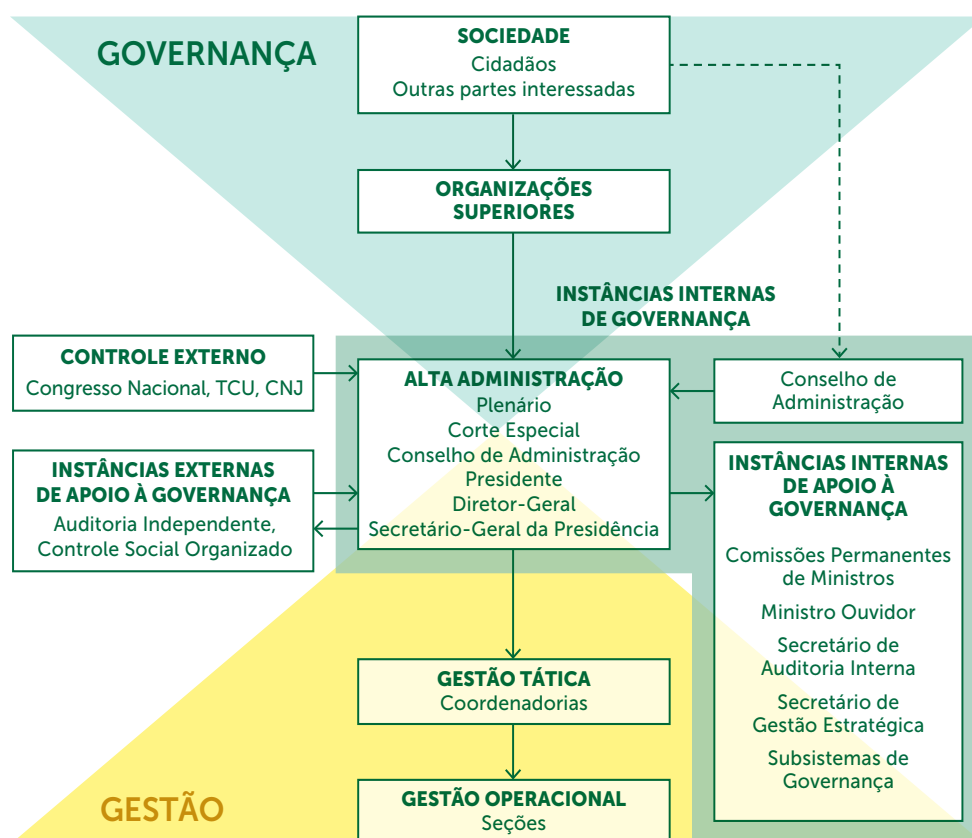 GOVERNANÇA
SOCIEDADE
Cidadãos
Outras partes interessadas
ORGANIZAÇÕES
SUPERIORES
INSTÂNCIAS INTERNAS
DE GOVERNANÇA
CONTROLE EXTERNO
Congresso Nacional, TCU, CNJ
ALTA ADMINISTRAÇÃO
Plenário
Corte Especial
Conselho de Administração
Presidente
Diretor-Geral
Secretário-Geral da Presidência
Conselho de
Administração
INSTÂNCIAS EXTERNAS
DE APOIO À GOVERNANÇA
Auditoria Independente,
Controle Social Organizado
INSTÂNCIAS INTERNAS
DE APOIO À
GOVERNANÇA
Comissões Permanentes
de Ministros
Ministro Ouvidor
Secretário de
Auditoria Interna
Secretário de
Gestão Estratégica
Subsistemas de
Governança
GESTÃO TÁTICA
Coordenadorias
GESTÃO
GESTÃO OPERACIONAL
Seções